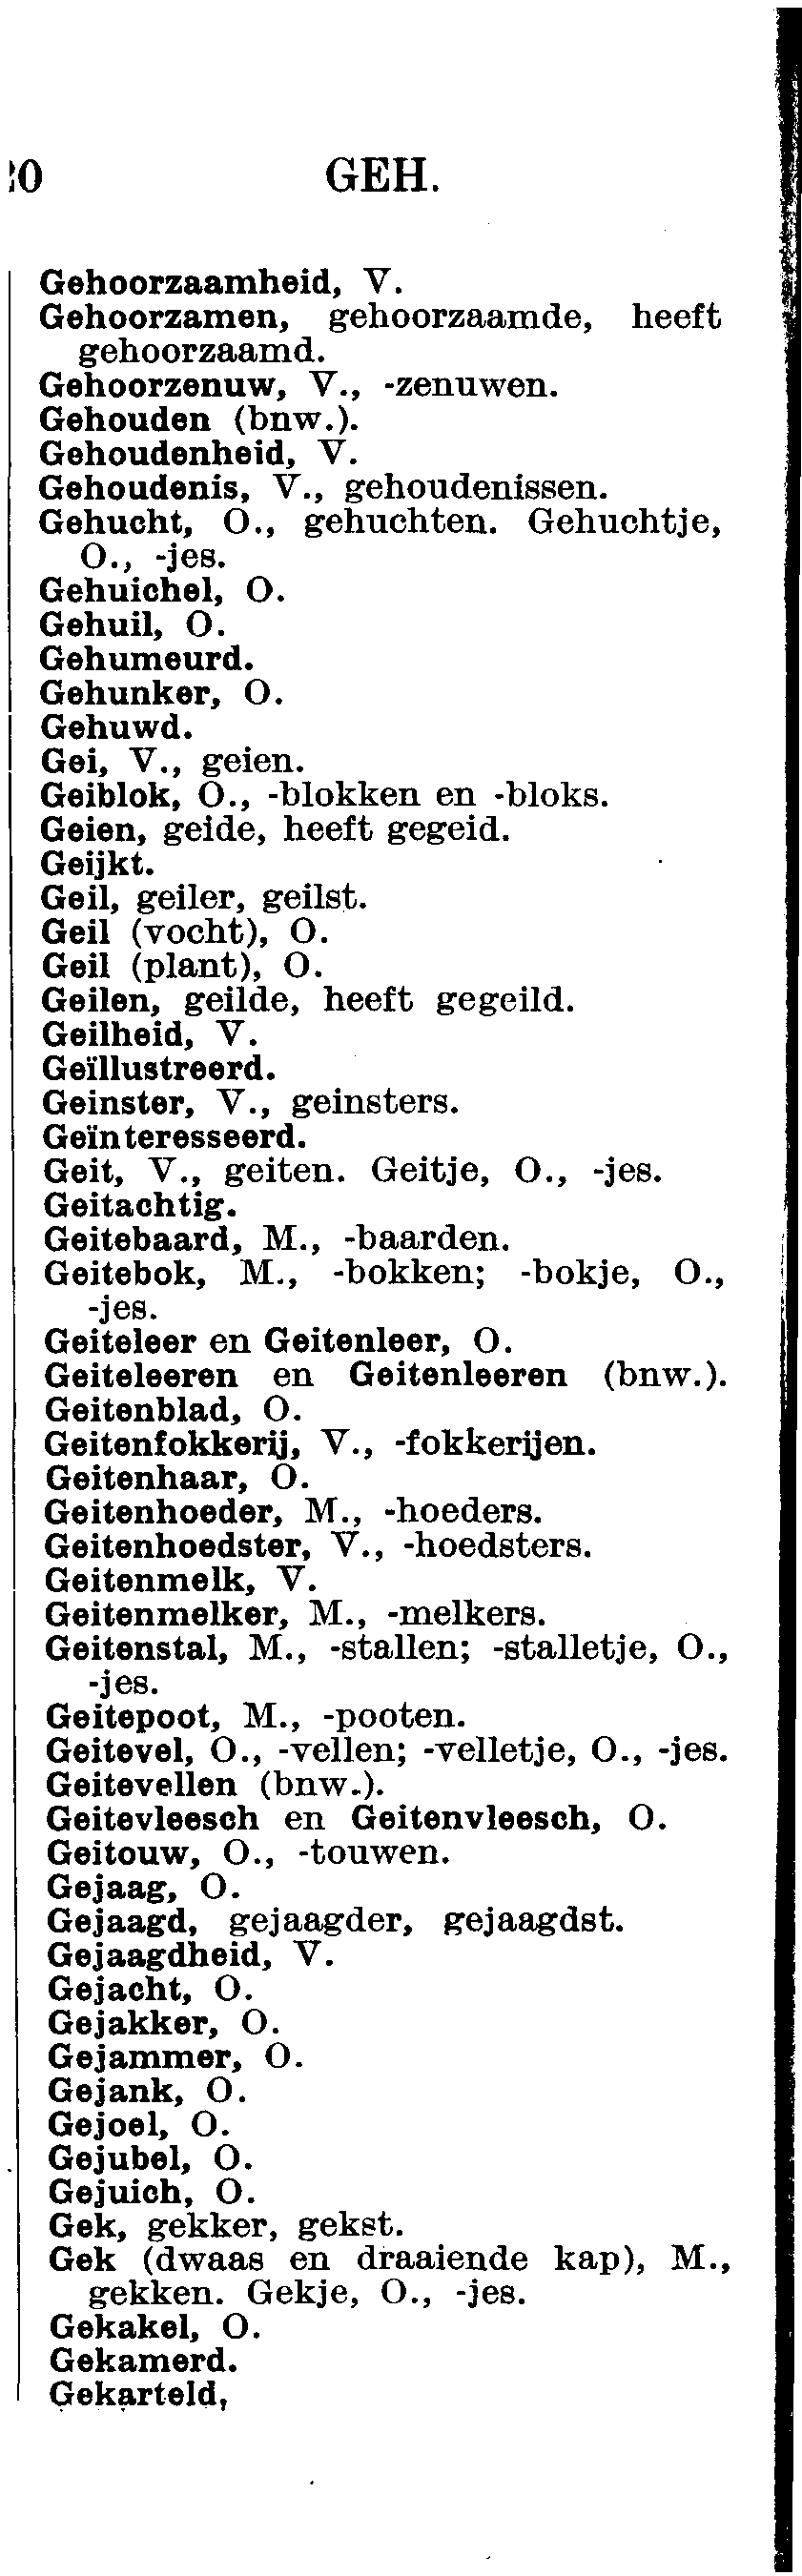 GEH.
Gehoorzaamheid, V.
Gehoorzamen, gehoorzaamde, heeft
gehoorzaamd.
Gehoorzenuw, V., -zenuwen.
Gehouden (bnw.).
Gehoudenheid, V.
Gehoudenis, V., gehoudenissen.
Gehucht, O., gehuchten. Gehuchtje,
O., -jes.
Gehuichel, O.
Gehuil, O.
Gehumeurd.
Gehunker, O.
Gehuwd.
Gei, V., geien.
Geiblok, O., -blokken en -bloks.
Geien, geide, heeft gegeid.
Geijkt.
Geil, geiler, geilst.
Geil (vocht), O.
Geil (plant), O.
Geilen, geilde, heeft gegeild.
Geilheid, V.
Geïllustreerd.
Geinster, V., geinsters.
Geïnteresseerd.
Geit, V., geiten. Geitje, O., -jes.
Geitachtig.
Geitebaard, M., -baarden.
Geitebok, M., -bokken; -bokje, O.,
-jes.
Geiteleer en Geitenleer, O.
Geiteleeren en Geitenleeren (bnw.).
Geitenblad, O.
Geitenfokkerij, V., -fokkerijen.
Geitenhaar, O.
Geitenhoeder, M., -hoeders.
Geitenhoedster, V., -hoedsters.
Geitenmelk, V.
Geitenmelker, M., -melkers.
Geitenstal, M., -stallen; -stalletje, O.,
-jes.
Geitepoot, M., -pooten.
Geitevel, O., -vellen; -velletje, O., -jes.
Geitevellen (bnw.).
Geitevleesch en Geitenvleesch, O.
Geitouw, O., -touwen.
Gejaag, O.
Gejaagd, gejaagder, gejaagdst.
Gejaagdheid, V.
Gejacht, O.
Gejakker, O.
Gejammer, O.
Gejank, O.
Gejoel, O.
Gejubel, O.
Gejuich, O.
Gek, gekker, gekst.
Gek (dwaas en draaiende kap), M.,
gekken. Gekje, O., -jes.
Gekakel, O.
Gekamerd.
Gekarteld,